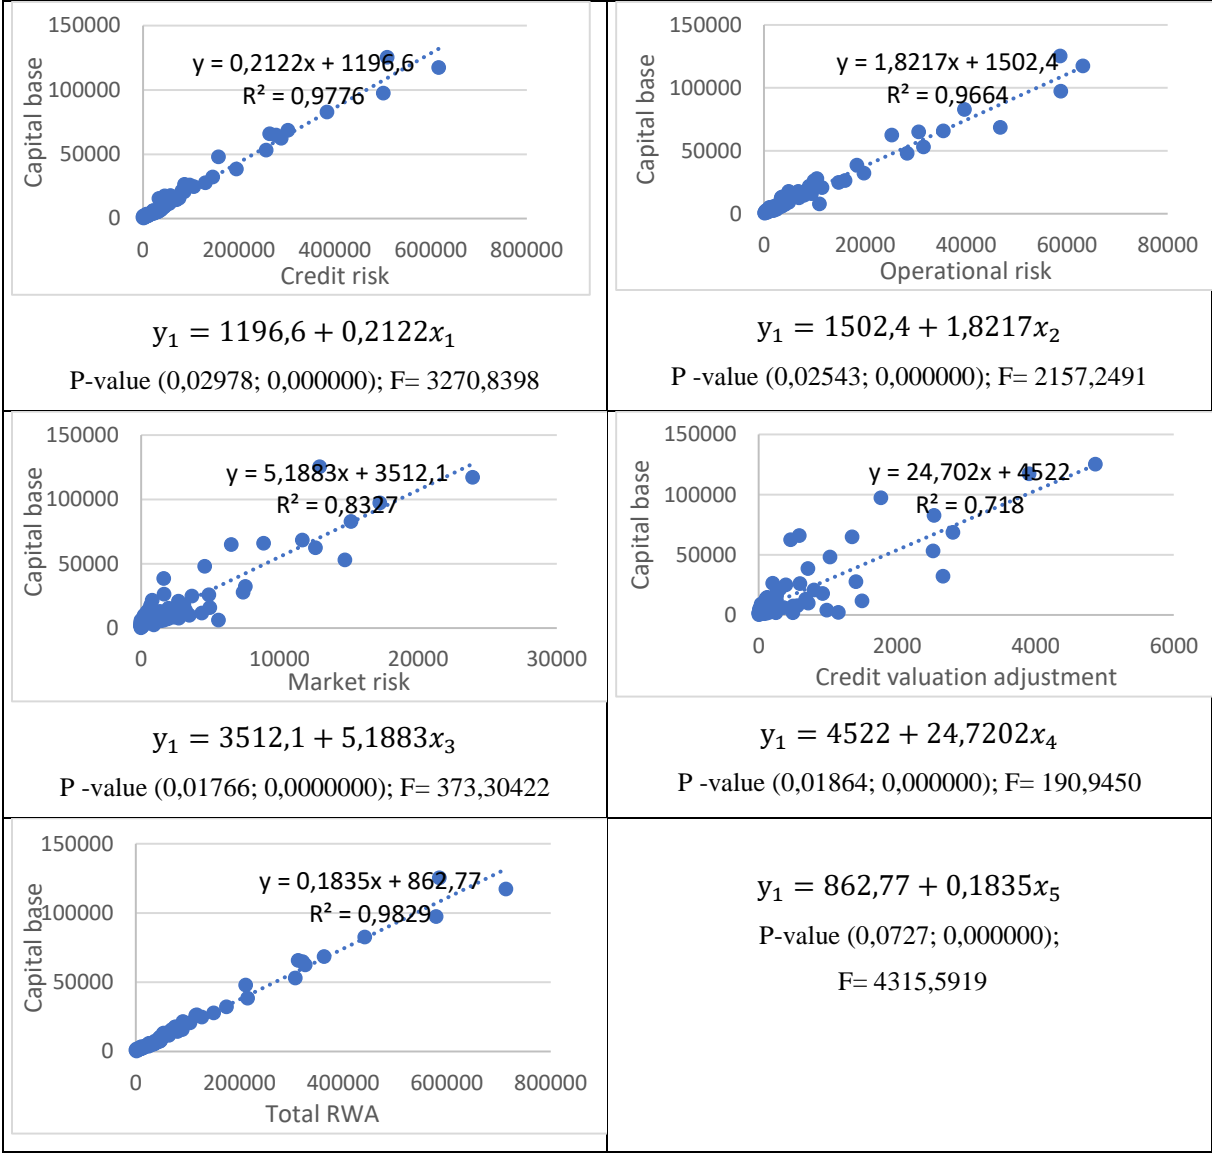 150000
100000
50000
0
Capital base
y = 0,2122x + 1196,6
R² = 0,9776
0 200000 400000 600000 800000
Credit risk
y₁ = 1196,6 + 0,2122x₁
P-value (0,02978; 0,000000); F= 3270,8398
150000
100000
50000
0
Capital base
y = 1,8217x + 1502,4
R² = 0,9664
0 20000 40000 60000 80000
Operational risk
y₁ = 1502,4 + 1,8217x₂
P -value (0,02543; 0,000000); F= 2157,2491
150000
100000
50000
0
Capital base
y = 5,1883x + 3512,1
R² = 0,8327
0 10000 20000 30000
Market risk
y₁ = 3512,1 + 5,1883x₃
P -value (0,01766; 0,0000000); F= 373,30422
150000
100000
50000
0
Capital base
y = 24,702x + 4522
R² = 0,718
0 2000 4000 6000
Credit valuation adjustment
y₁ = 4522 + 24,7202x₄
P -value (0,01864; 0,000000); F= 190,9450
150000
100000
50000
0
Capital base
y = 0,1835x + 862,77
R² = 0,9829
0 200000 400000 600000 800000
Total RWA
y₁ = 862,77 + 0,1835x₅
P-value (0,0727; 0,000000);
F= 4315,5919